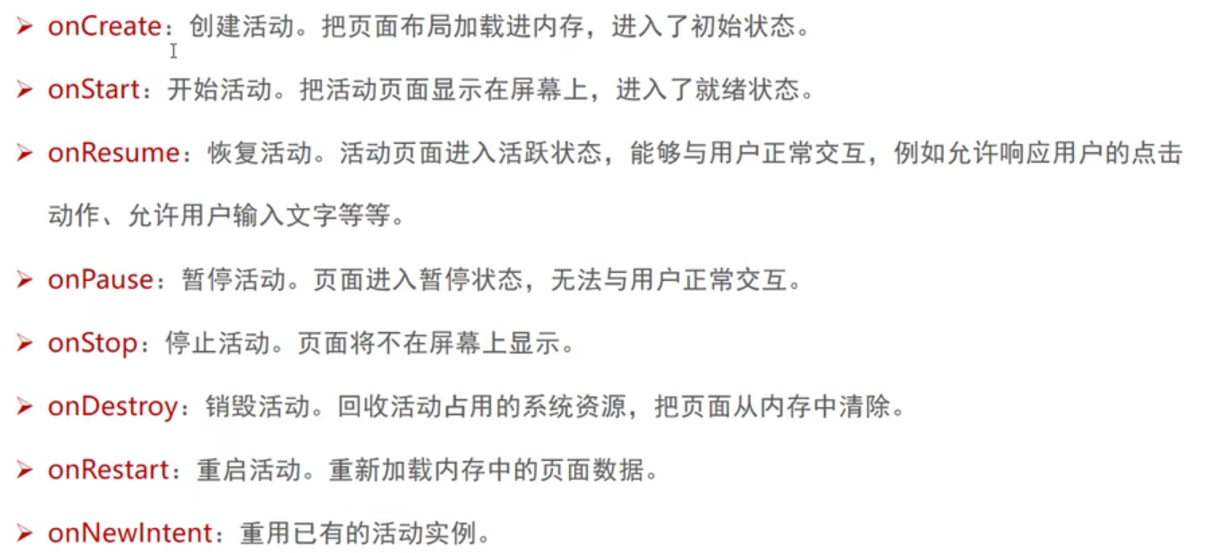 ➢ onCreate：创建活动。把页面布局加载进内存，进入了初始状态。
➢ onStart：开始活动。把活动页面显示在屏幕上，进入了就绪状态。
➢ onResume：恢复活动。活动页面进入活跃状态，能够与用户正常交互，例如允许响应用户的点击
动作、允许用户输入文字等等。
➢ onPause：暂停活动。页面进入暂停状态，无法与用户正常交互。
➢ onStop：停止活动。页面将不在屏幕上显示。
➢ onDestroy：销毁活动。回收活动占用的系统资源，把页面从内存中清除。
➢ onRestart：重启活动。重新加载内存中的页面数据。
➢ onNewIntent：重用已有的活动实例。